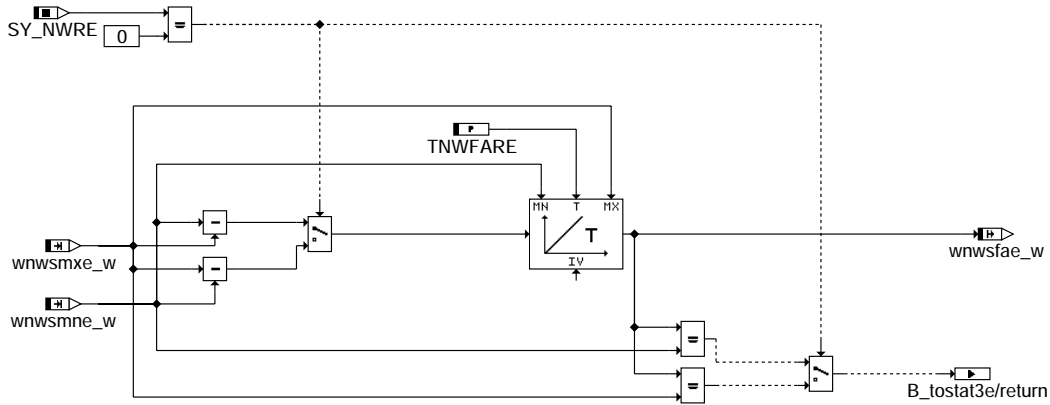 SY_NWRE
0
=
P
TNWFARE
MN T MX
T
IV
-
-
wnwsmxe_w
wnwsmne_w
wnwsfae_w
=
=
B_tostat3e/return